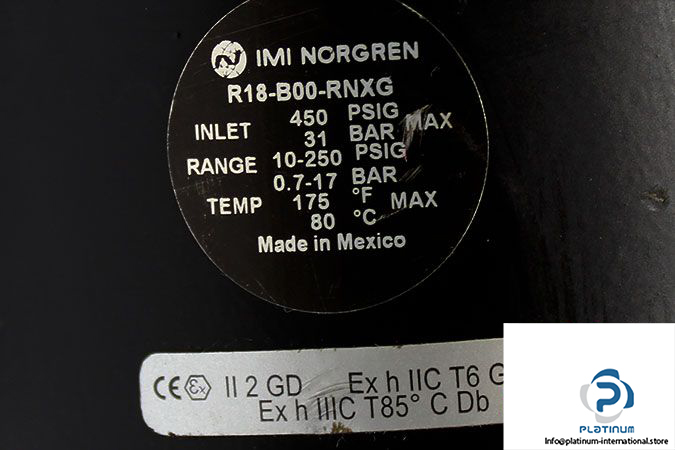 IMI NORGREN
R18-B00-RNXG
INLET 450 PSIG MAX
31 BAR
RANGE 10-250 PSIG
0.7-17 BAR
TEMP 175 °F MAX
80 °C
Made in Mexico
CE Ex II 2 GD Ex h IIC T6 G
Ex h IIIC T85° C Db
PLATINUM
Info@platinum-international.store